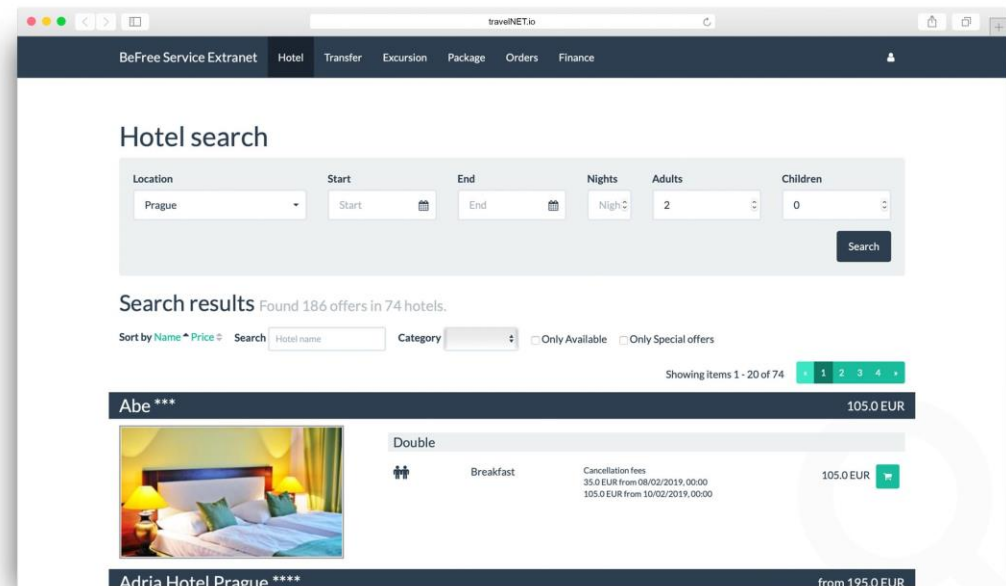 travelNET.io
BeFree Service Extranet Hotel Transfer Excursion Package Orders Finance
Hotel search
Location Start End Nights Adults Children
Prague Start End Nigh 2 0
Search
Search results Found 186 offers in 74 hotels.
Sort by Name Price Search Hotel name Category Only Available Only Special offers
Showing items 1 - 20 of 74 « 1 2 3 4 »
Abe *** 105.0 EUR
Double
Breakfast Cancellation fees 105.0 EUR
35.0 EUR from 08/02/2019, 00:00
105.0 EUR from 10/02/2019, 00:00
Adria Hotel Prague **** from 195.0 EUR